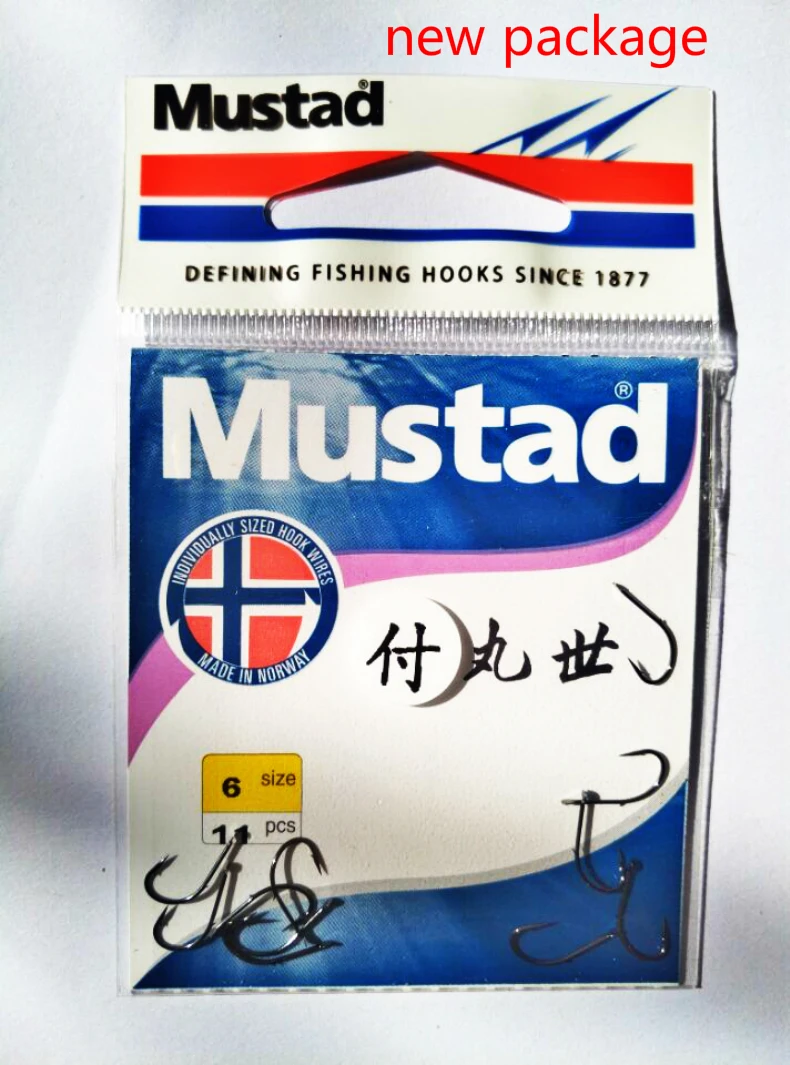 new package
Mustad®
DEFINING FISHING HOOKS SINCE 1877
Mustad®
INDIVIDUALLY SIZED HOOK WIRES
MADE IN NORWAY
付丸世
6 size
11 pcs